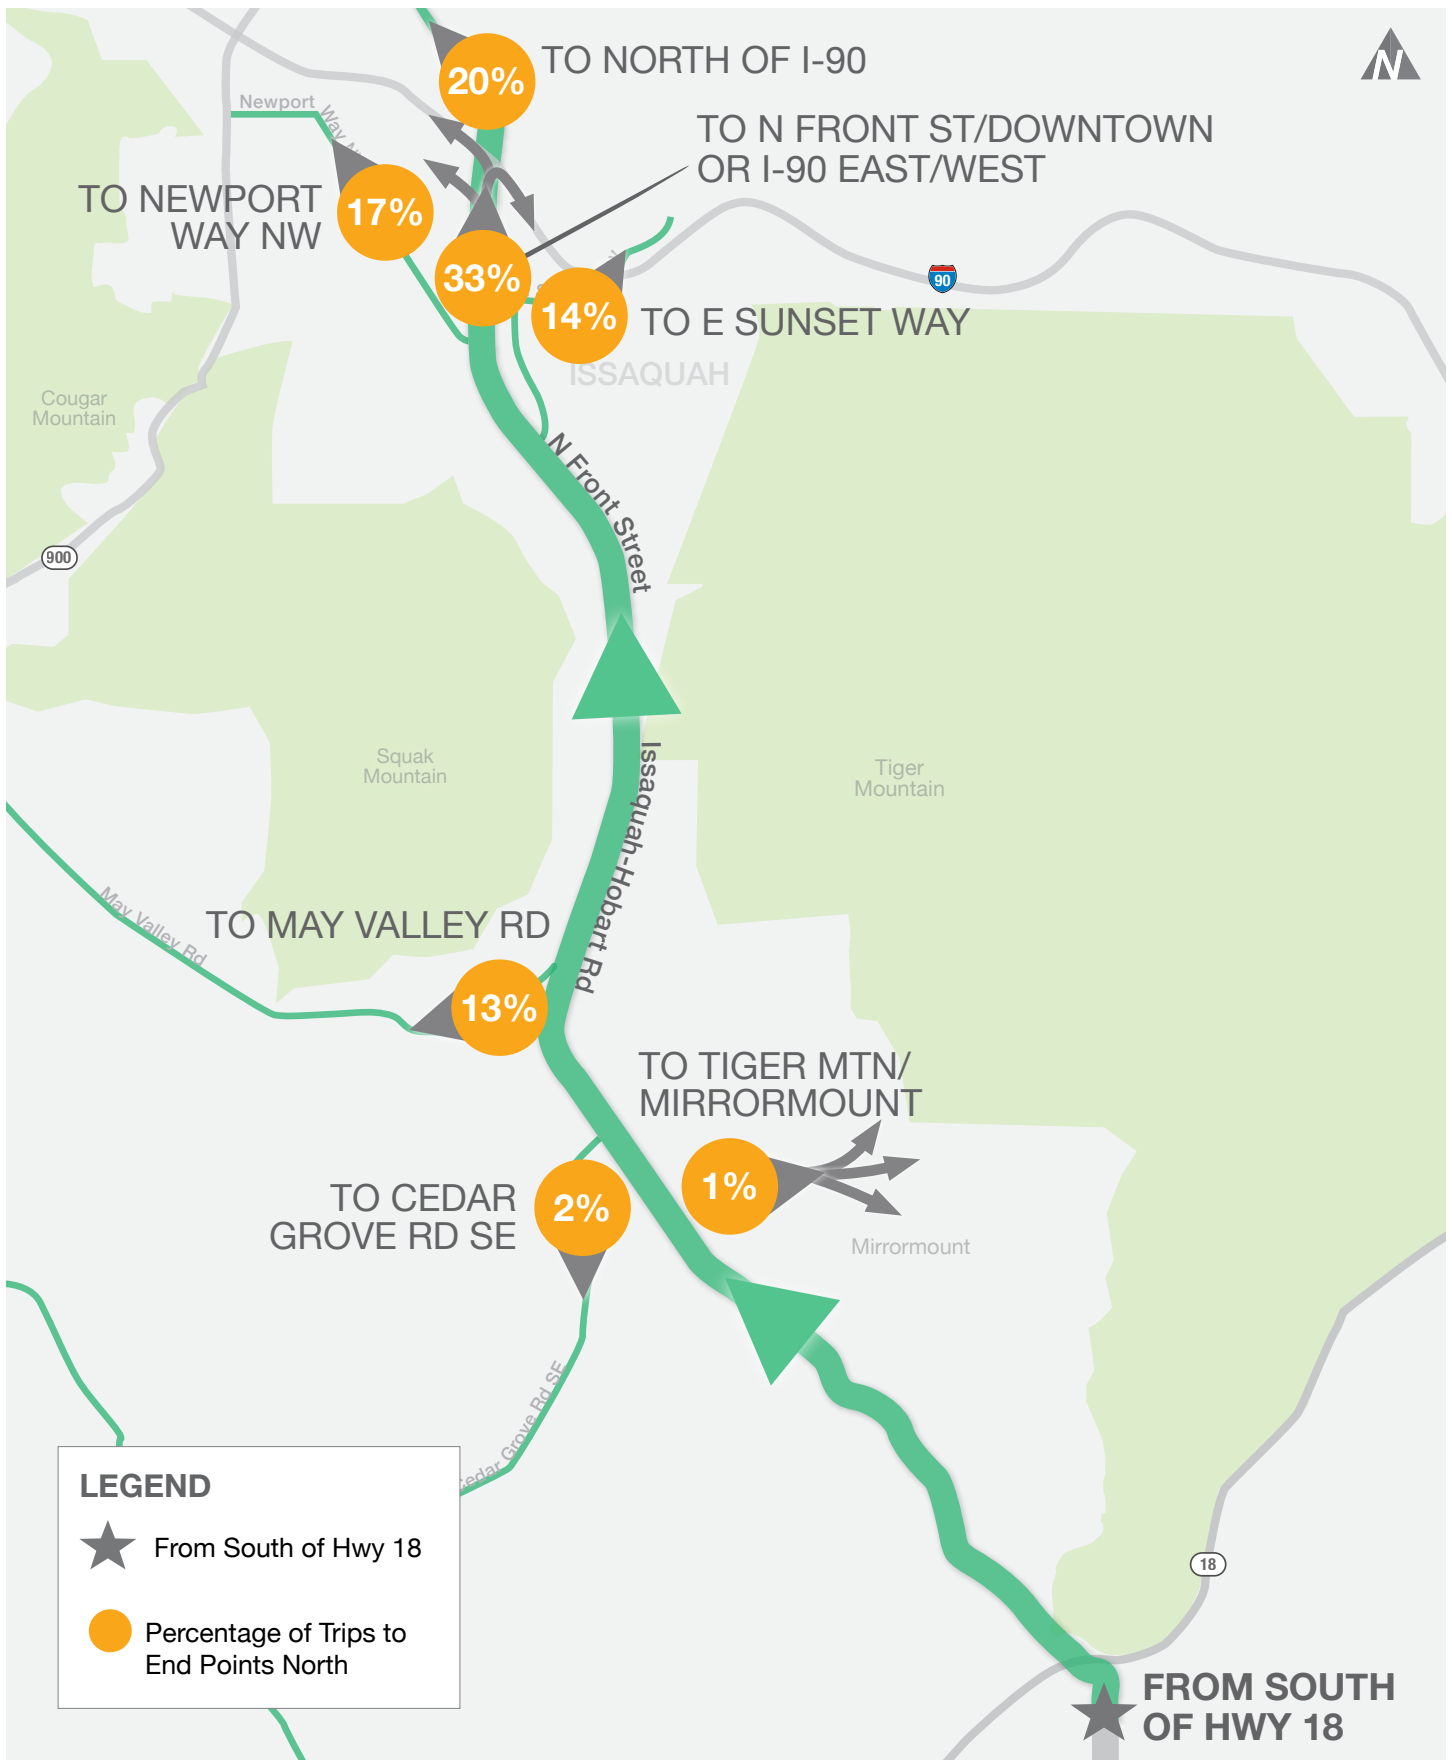 N
20%
TO NORTH OF I-90
Newport
Way N
TO N FRONT ST/DOWNTOWN
OR I-90 EAST/WEST
TO NEWPORT
WAY NW
17%
33%
90
14%
TO E SUNSET WAY
ISSAQUAH
Cougar
Mountain
N Front Street
900
Squak
Mountain
Tiger
Mountain
Issaquah-Hobart Rd
May Valley Rd
TO MAY VALLEY RD
13%
TO TIGER MTN/
MIRRORMOUNT
1%
TO CEDAR
GROVE RD SE
2%
Mirrormount
Cedar Grove Rd SE
LEGEND
From South of Hwy 18
Percentage of Trips to
End Points North
18
FROM SOUTH
OF HWY 18